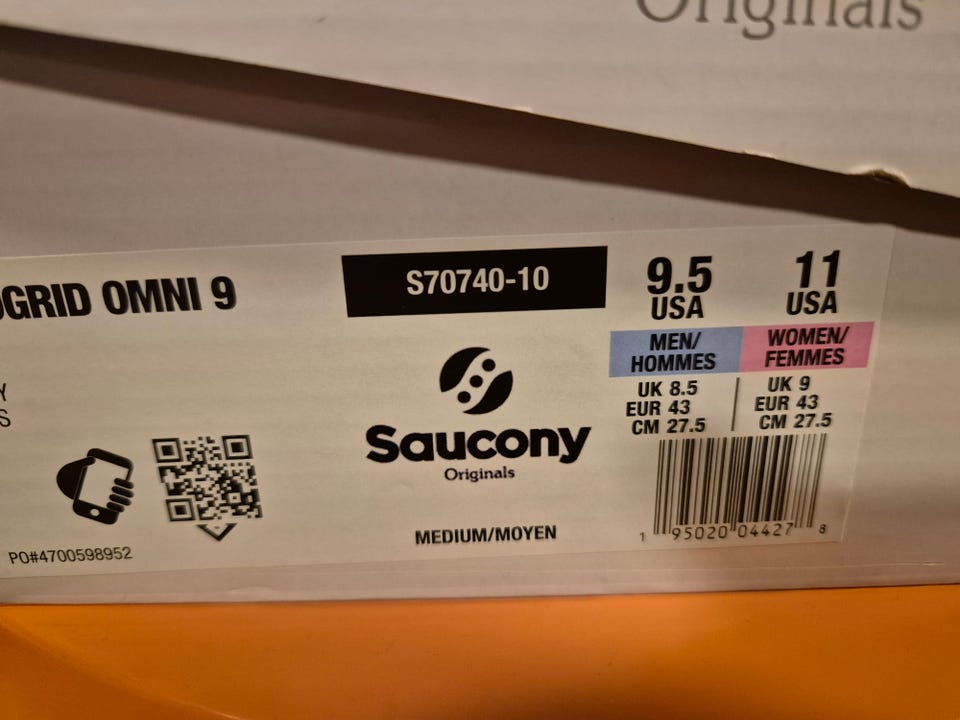 Originals
OGRID OMNI 9
S70740-10
9.5
USA
11
USA
MEN/
HOMMES
WOMEN/
FEMMES
UK 8.5
EUR 43
CM 27.5
UK 9
EUR 43
CM 27.5
Y
S
Saucony
Originals
MEDIUM/MOYEN
1 95020 04427 8
PO#4700598952